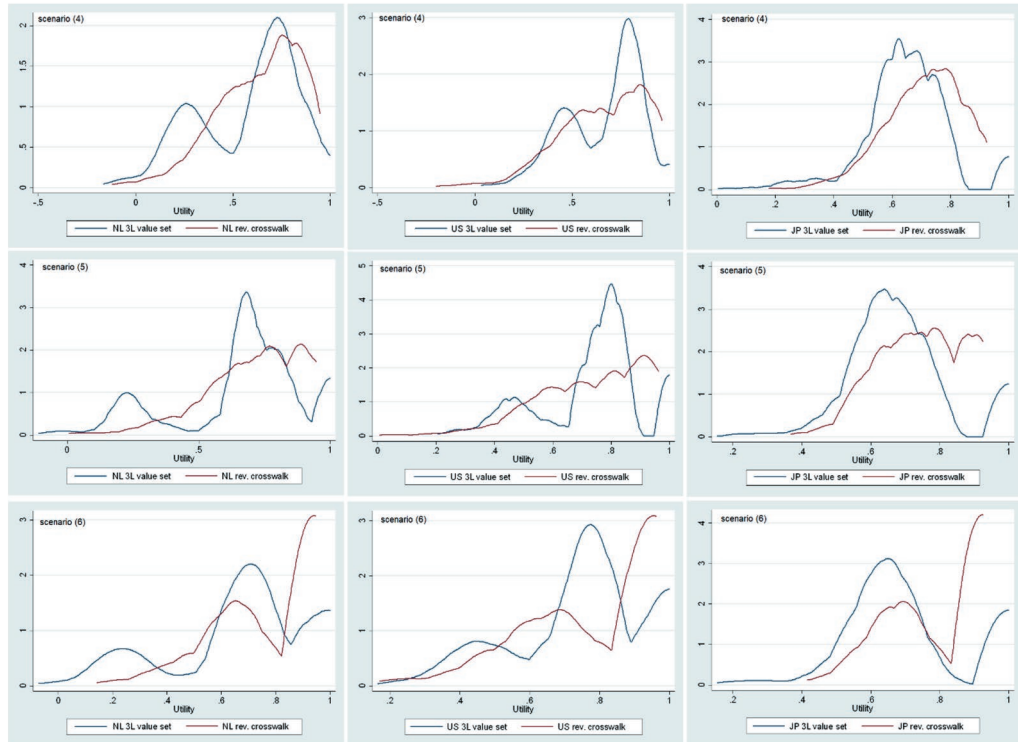 scenario (4)
2
1.5
1
.5
0
-.5 0 .5 1
Utility
NL 3L value set NL rev. crosswalk
scenario (4)
3
2
1
0
-.5 0 .5 1
Utility
US 3L value set US rev. crosswalk
scenario (4)
4
3
2
1
0
0 .2 .4 .6 .8 1
Utility
JP 3L value set JP rev. crosswalk
scenario (5)
4
3
2
1
0
0 .5 1
Utility
NL 3L value set NL rev. crosswalk
scenario (5)
5
4
3
2
1
0
0 .2 .4 .6 .8 1
Utility
US 3L value set US rev. crosswalk
scenario (5)
4
3
2
1
0
.2 .4 .6 .8 1
Utility
JP 3L value set JP rev. crosswalk
scenario (6)
3
2
1
0
0 .2 .4 .6 .8 1
Utility
NL 3L value set NL rev. crosswalk
scenario (6)
3
2
1
0
.2 .4 .6 .8 1
Utility
US 3L value set US rev. crosswalk
scenario (6)
4
3
2
1
0
.2 .4 .6 .8 1
Utility
JP 3L value set JP rev. crosswalk